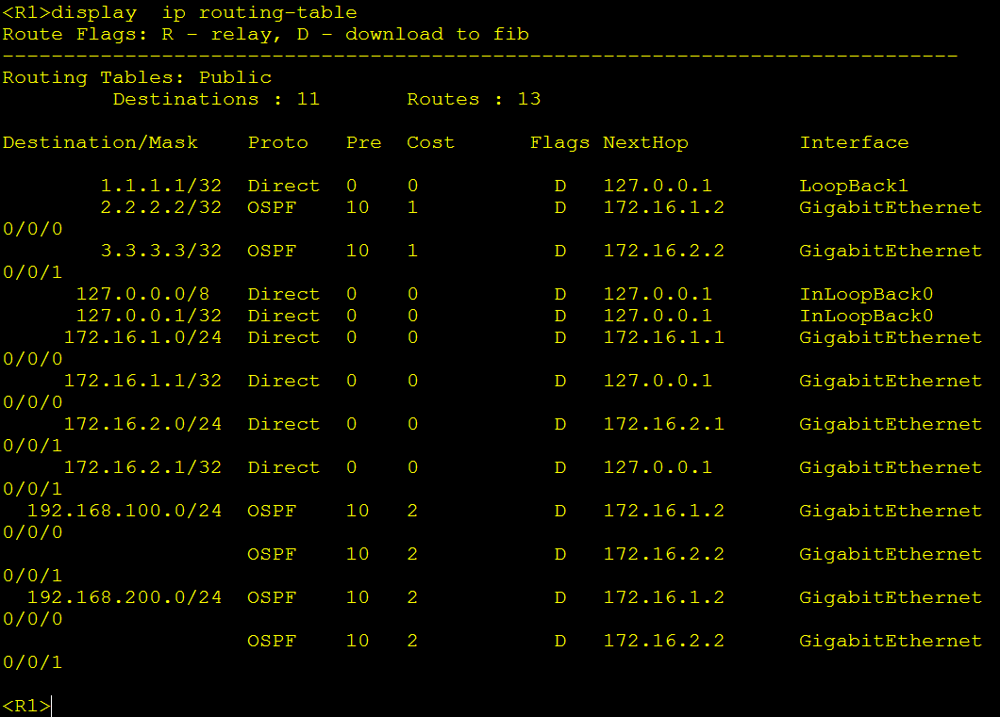 <R1>display  ip routing-table
Route Flags: R - relay, D - download to fib
------------------------------------------------------------------------------
Routing Tables: Public
         Destinations : 11       Routes : 13

Destination/Mask    Proto   Pre  Cost      Flags NextHop         Interface

        1.1.1.1/32  Direct  0    0           D   127.0.0.1       LoopBack1
        2.2.2.2/32  OSPF    10   1           D   172.16.1.2      GigabitEthernet
0/0/0
        3.3.3.3/32  OSPF    10   1           D   172.16.2.2      GigabitEthernet
0/0/1
      127.0.0.0/8   Direct  0    0           D   127.0.0.1       InLoopBack0
      127.0.0.1/32  Direct  0    0           D   127.0.0.1       InLoopBack0
     172.16.1.0/24  Direct  0    0           D   172.16.1.1      GigabitEthernet
0/0/0
     172.16.1.1/32  Direct  0    0           D   127.0.0.1       GigabitEthernet
0/0/0
     172.16.2.0/24  Direct  0    0           D   172.16.2.1      GigabitEthernet
0/0/1
     172.16.2.1/32  Direct  0    0           D   127.0.0.1       GigabitEthernet
0/0/1
  192.168.100.0/24  OSPF    10   2           D   172.16.1.2      GigabitEthernet
0/0/0
                    OSPF    10   2           D   172.16.2.2      GigabitEthernet
0/0/1
  192.168.200.0/24  OSPF    10   2           D   172.16.1.2      GigabitEthernet
0/0/0
                    OSPF    10   2           D   172.16.2.2      GigabitEthernet
0/0/1

<R1>